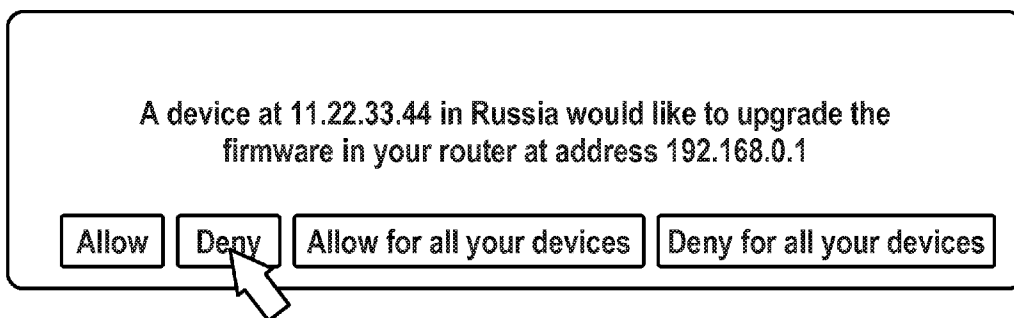 A device at 11.22.33.44 in Russia would like to upgrade the
firmware in your router at address 192.168.0.1
Allow Deny Allow for all your devices Deny for all your devices